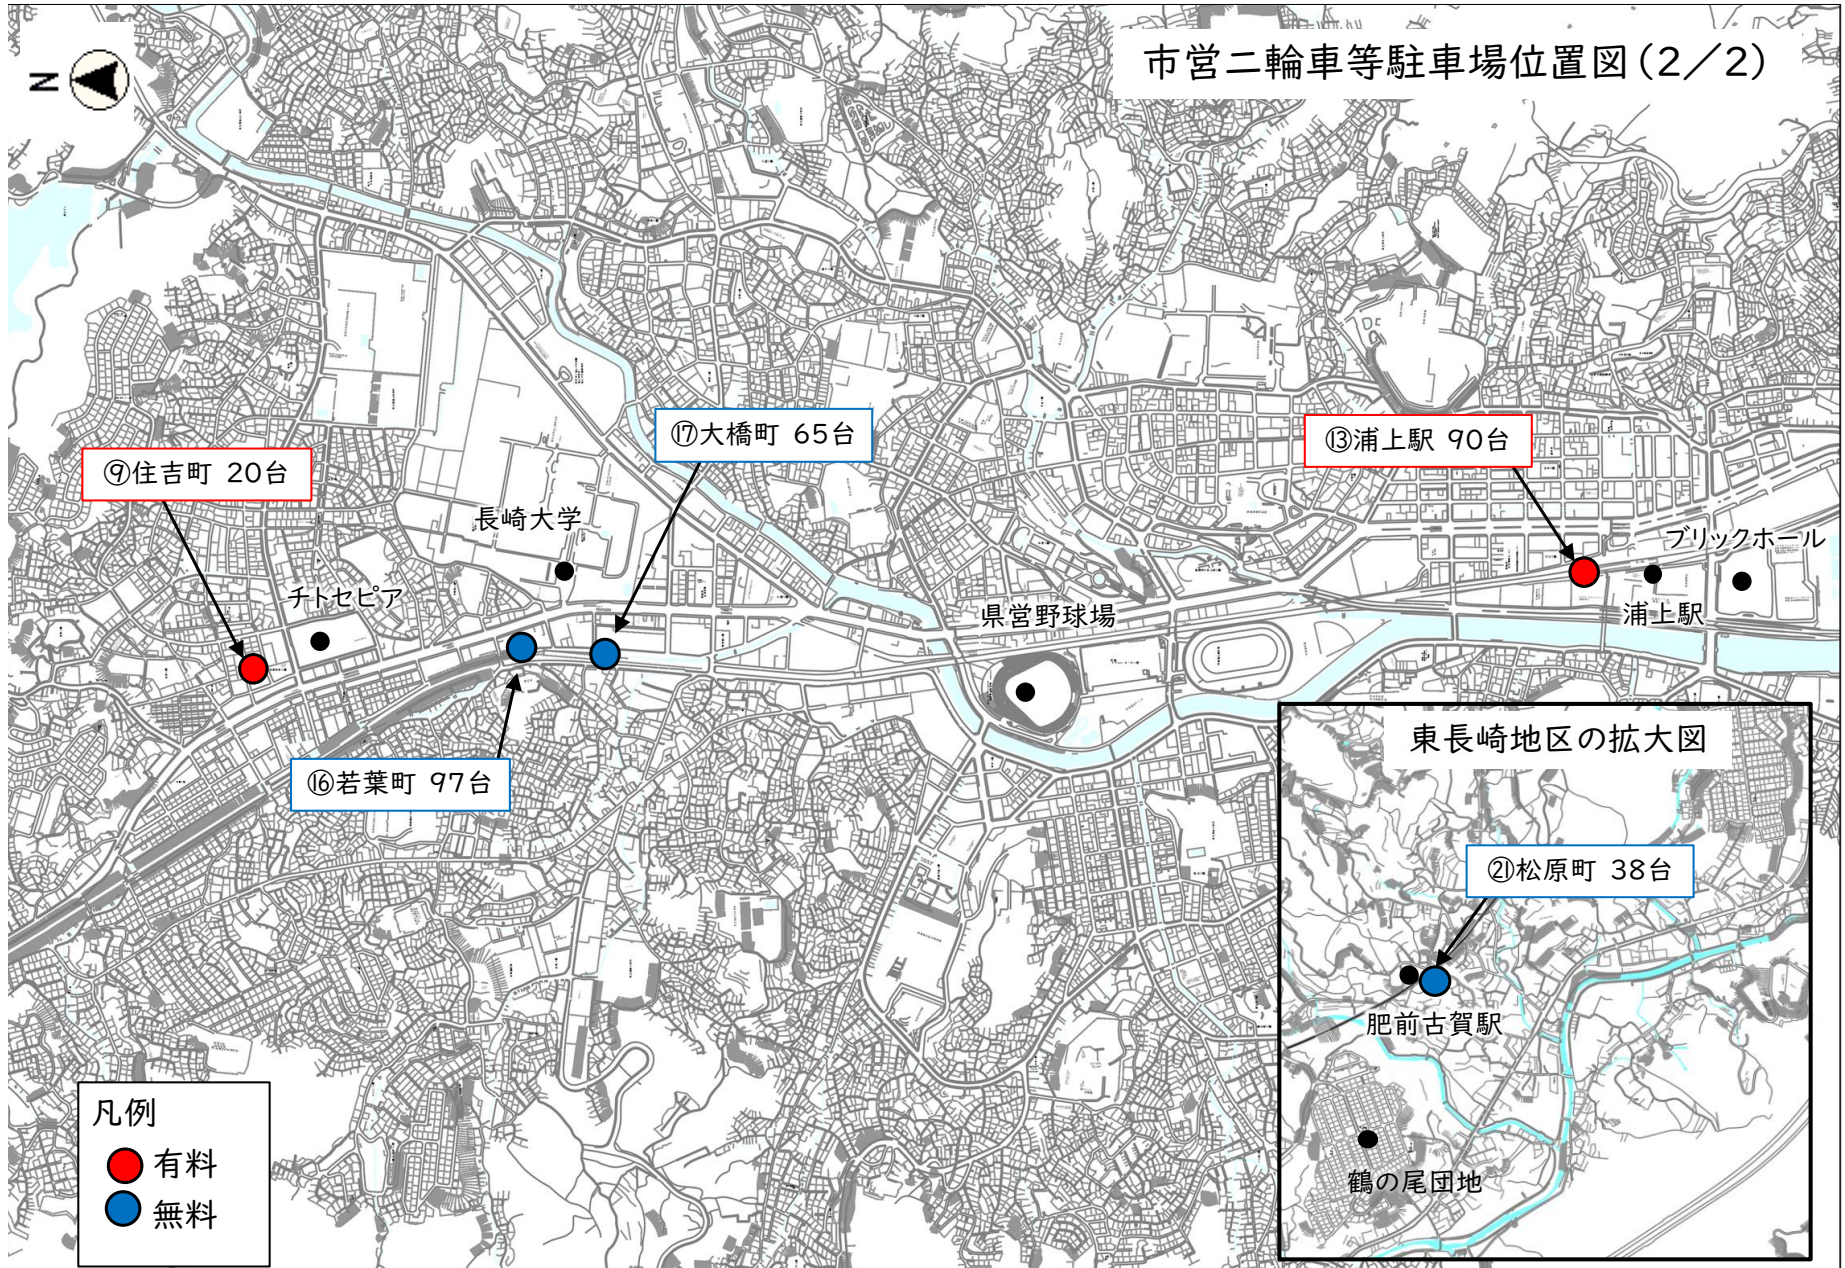 市営二輪車等駐車場位置図(2／2)
N
⑰大橋町 65台
⑬浦上駅 90台
⑨住吉町 20台
長崎大学
ブリックホール
チトセピア
県営野球場
浦上駅
⑯若葉町 97台
東長崎地区の拡大図
㉑松原町 38台
肥前古賀駅
鶴の尾団地
凡例
有料
無料